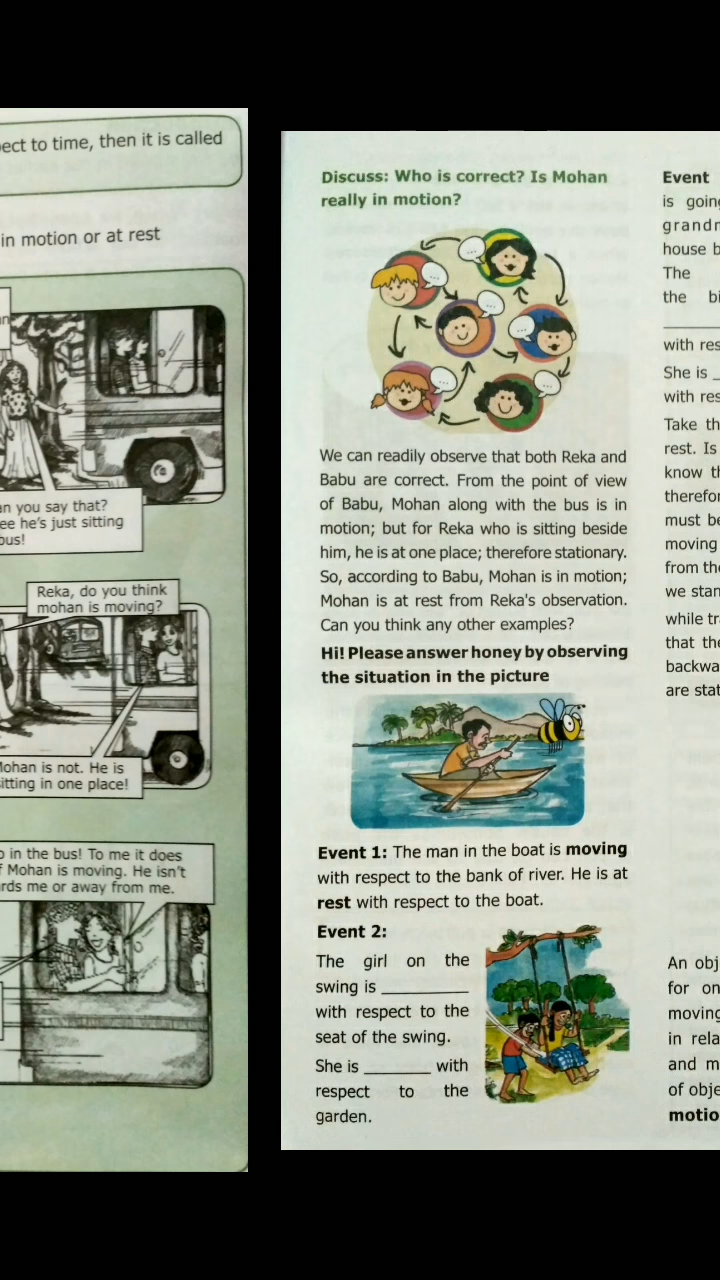 ect to time, then it is called
in motion or at rest
an you say that?
ee he's just sitting
bus!
Reka, do you think
mohan is moving?
Mohan is not. He is
itting in one place!
o in the bus! To me it does
f Mohan is moving. He isn't
rds me or away from me.
Discuss: Who is correct? Is Mohan
really in motion?
We can readily observe that both Reka and
Babu are correct. From the point of view
of Babu, Mohan along with the bus is in
motion; but for Reka who is sitting beside
him, he is at one place; therefore stationary.
So, according to Babu, Mohan is in motion;
Mohan is at rest from Reka's observation.
Can you think any other examples?
Hi! Please answer honey by observing
the situation in the picture
Event 1: The man in the boat is moving
with respect to the bank of river. He is at
rest with respect to the boat.
Event 2:
The girl on the
swing is ________
with respect to the
seat of the swing.
She is ______ with
respect to the
garden.
Event
is going
grandm
house b
The
the bi
with res
She is
with res
Take th
rest. Is
know th
therefor
must be
moving
from the
we stan
while tra
that the
backwa
are stat
An obj
for on
moving
in rela
and m
of obje
motio